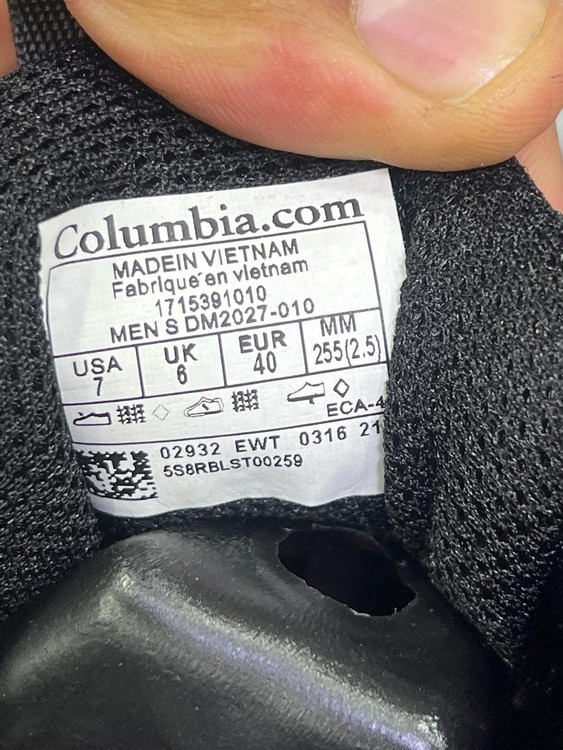 Columbia.com
MADEIN VIETNAM
Fabrique'en vietnam
1715391010
MEN S DM2027-010
USA UK EUR MM
7 6 40 255(2.5)
ECA-4
02932 EWT 0316 21
5S8RBLST00259